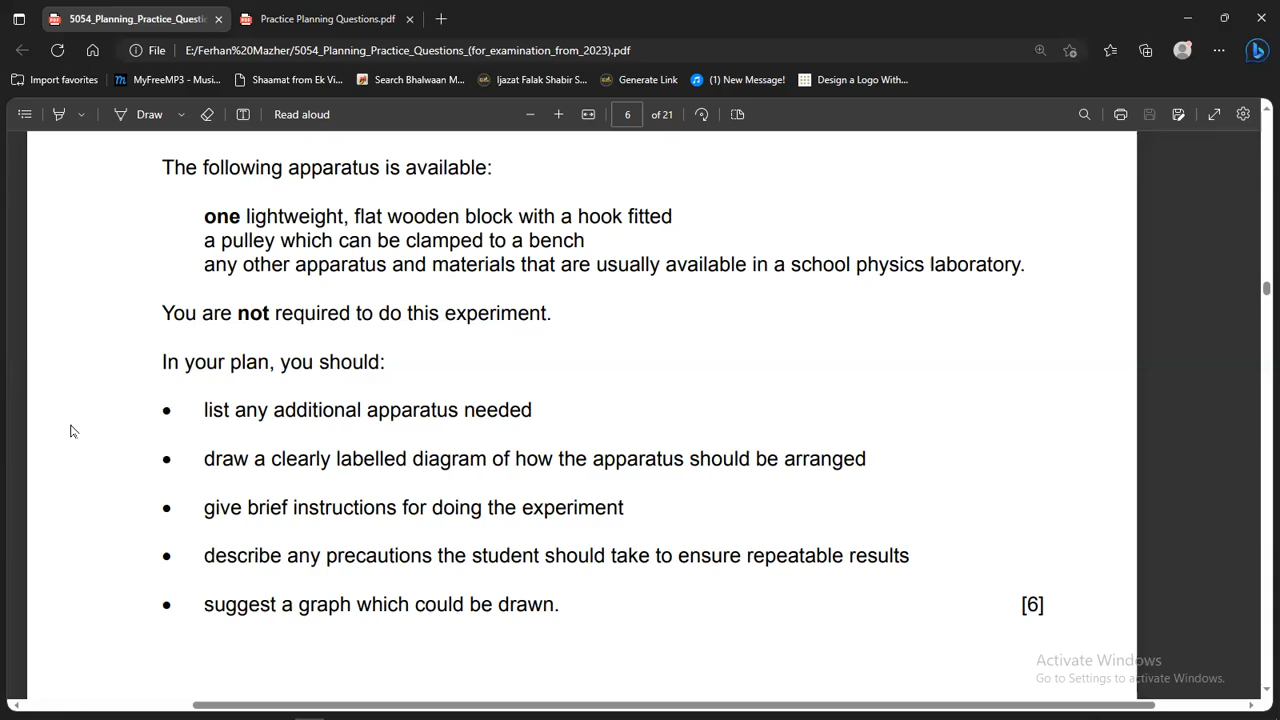 5054_Planning_Practice_Questi
Practice Planning Questions.pdf
File
E:/Ferhan%20Mazher/5054_Planning_Practice_Questions_(for_examination_from_2023).pdf
Import favorites
MyFreeMP3 - Musi...
Shaamat from Ek Vi...
Search Bhalwaan M...
Ijazat Falak Shabir S...
Generate Link
(1) New Message!
Design a Logo With...
Draw
Read aloud
6
of 21
The following apparatus is available:
one lightweight, flat wooden block with a hook fitted
a pulley which can be clamped to a bench
any other apparatus and materials that are usually available in a school physics laboratory.
You are not required to do this experiment.
In your plan, you should:
• list any additional apparatus needed
• draw a clearly labelled diagram of how the apparatus should be arranged
• give brief instructions for doing the experiment
• describe any precautions the student should take to ensure repeatable results
• suggest a graph which could be drawn. [6]
Activate Windows
Go to Settings to activate Windows.